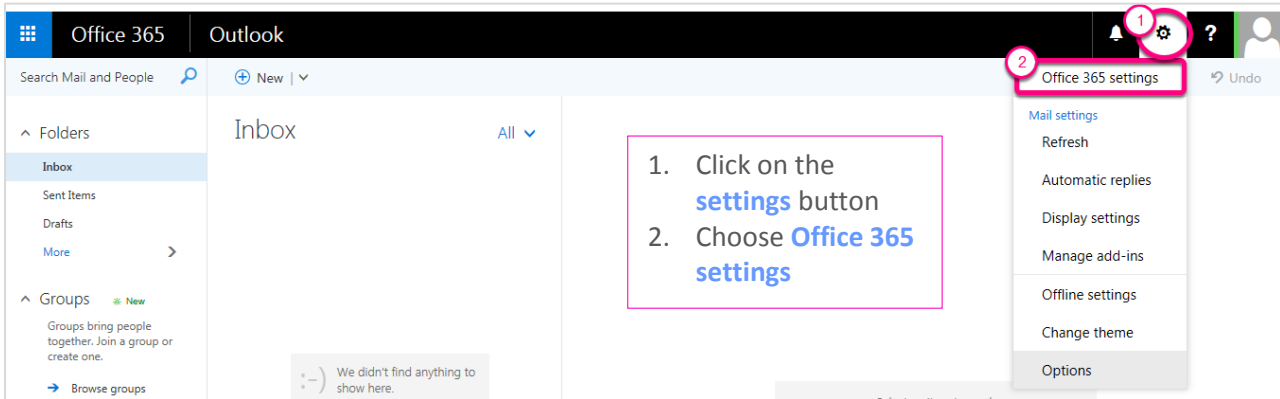 Office 365
Outlook
1
?
Search Mail and People
New
2
Office 365 settings
Undo
Folders
Inbox
Sent Items
Drafts
More
Groups
New
Groups bring people
together. Join a group or
create one.
Browse groups
Inbox
All
:-)
We didn't find anything to
show here.
1. Click on the
settings button
2. Choose Office 365
settings
Mail settings
Refresh
Automatic replies
Display settings
Manage add-ins
Offline settings
Change theme
Options